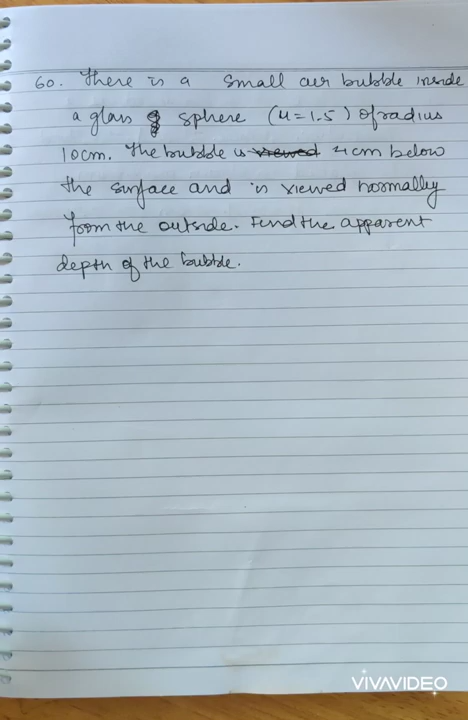 60. There is a small air bubble inside
a glass sphere (u=1.5) of radius
10cm. The bubble is viewed 4cm below
the surface and is viewed normally
from the outside. Find the apparent
depth of the bubble.
VIVAVIDEO